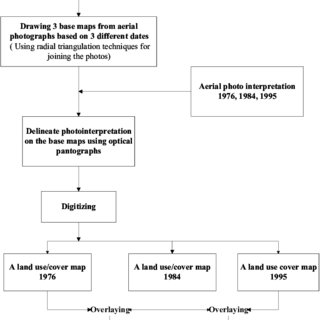 Drawing 3 base maps from aerial
photographs based on 3 different dates
( Using radial triangulation techniques for
joining the photos)
Aerial photo interpretation
1976, 1984, 1995
Delineate photointerpretation
on the base maps using optical
pantographs
Digitizing
A land use/cover map
1976
A land use/cover map
1984
A land use cover map
1995
Overlaying
Overlaying